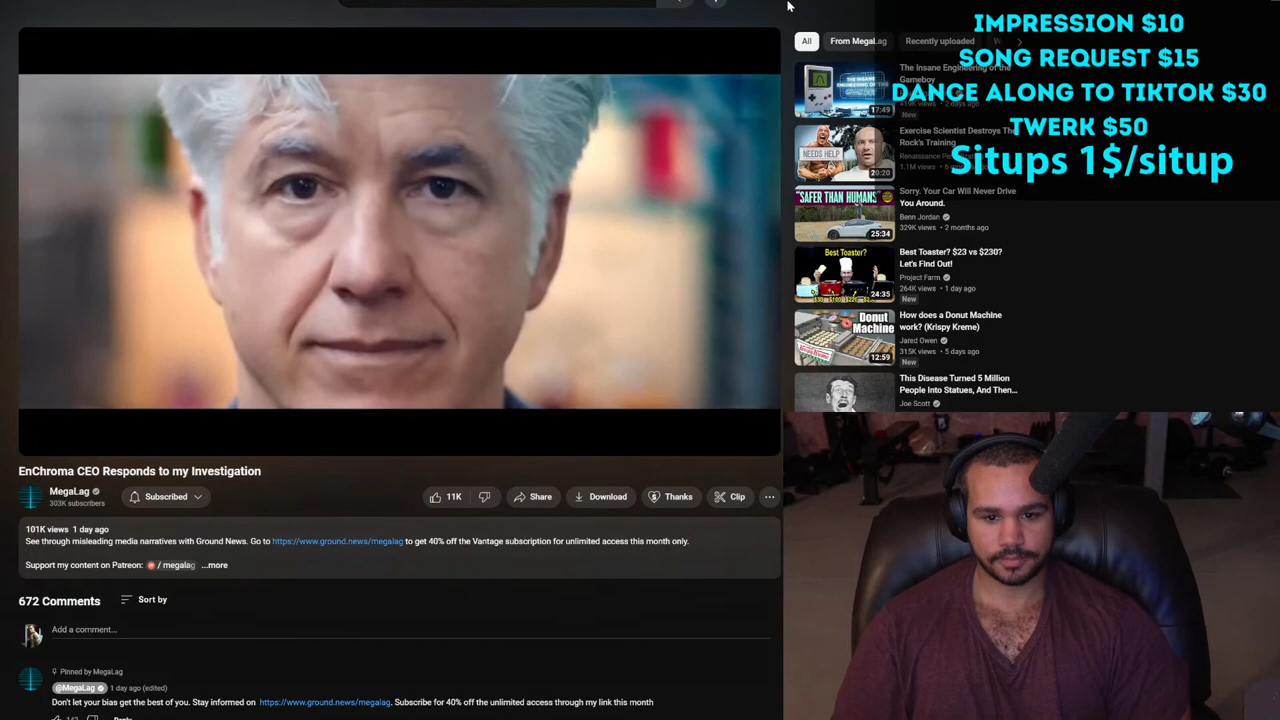 All
From MegaLag
Recently uploaded
IMPRESSION $10
SONG REQUEST $15
DANCE ALONG TO TIKTOK $30
TWERK $50
Situps 1$/situp
The Insane Engineering of the
Gameboy
2 days ago
New
17:49
Exercise Scientist Destroys The
Rock's Training
1.1M views
NEEDS HELP
20:20
Sorry. Your Car Will Never Drive
You Around.
Benn Jordan
329K views • 2 months ago
"SAFER THAN HUMANS"
25:34
Best Toaster? $23 vs $230?
Let's Find Out!
Project Farm
264K views • 1 day ago
New
Best Toaster?
24:35
How does a Donut Machine
work? (Krispy Kreme)
Jared Owen
315K views • 5 days ago
New
Donut
Machine
12:59
This Disease Turned 5 Million
People Into Statues, And Then...
Joe Scott
EnChroma CEO Responds to my Investigation
MegaLag
303K subscribers
Subscribed
11K
Share
Download
Thanks
Clip
101K views 1 day ago
See through misleading media narratives with Ground News. Go to https://www.ground.news/megalag to get 40% off the Vantage subscription for unlimited access this month only.
Support my content on Patreon: / megalag ...more
672 Comments
Sort by
Add a comment...
Pinned by MegaLag
@MegaLag 1 day ago (edited)
Don't let your bias get the best of you. Stay informed on https://www.ground.news/megalag. Subscribe for 40% off the unlimited access through my link this month